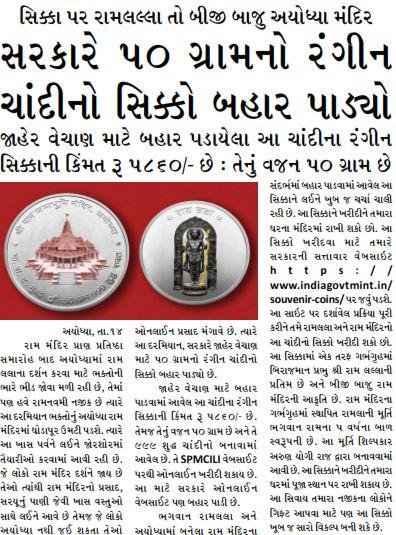 સિક્કા પર રામલલ્લા તો બીજી બાજુ અયોધ્યા મંદિર
સરકારે ૫૦ ગ્રામનો રંગીન
ચાંદીનો સિક્કો બહાર પાડ્યો
જાહેર વેચાણ માટે બહાર પડાયેલા આ ચાંદીના રંગીન
સિક્કાની કિંમત રૂ ૫૮૬૦/- છે : તેનું વજન ૫૦ ગ્રામ છે
श्री राम जन्मभूमि मंदिर, अयोध्या
राम लला
અયોધ્યા, તા.૧૪
રામ મંદિર પ્રાણ પ્રતિષ્ઠા
સમારોહ બાદ અયોધ્યામાં રામ
લલાના દર્શન કરવા માટે ભક્તોની
ભારે ભીડ જોવા મળી રહી છે, તેમાં
પણ હવે રામનવમી નજીક છે ત્યારે
આ દરમિયાન ભક્તોનું અયોધ્યા રામ
મંદિરમાં ઘોડાપૂર ઉમટી પડશે. ત્યારે
આ ખાસ પર્વને લઈને જોરશોરમાં
તૈયારીઓ કરવામાં આવી રહી છે.
જે લોકો રામ મંદિર દર્શને જાય છે
તેઓ ત્યાંથી રામ મંદિરનો પ્રસાદ,
સરયૂનું પાણી જેવી ખાસ વસ્તુઓ
સાથે લઈને આવે છે તેમજ જે લોકો
અયોધ્યા નથી જઈ શકતા તેઓ
ઓનલાઈન પ્રસાદ મંગાવે છે. ત્યારે
આ દરમિયાન, સરકારે જાહેર વેચાણ
માટે ૫૦ ગ્રામનો રંગીન ચાંદીનો
સિક્કો બહાર પાડ્યો છે.
જાહેર વેચાણ માટે બહાર
પાડવામાં આવેલા આ ચાંદીના રંગીન
સિક્કાની કિંમત રૂ ૫૮૬૦/- છે.
તેમજ તેનું વજન ૫૦ ગ્રામ છે અને તે
૯૯૯ શુદ્ધ ચાંદીનો બનાવામાં
આવેલ છે. તે SPMCILI વેબસાઈટ
પરથી ઓનલાઈન ખરીદી શકાય છે.
આ માટે સરકારે ઓનલાઈન
વેબસાઈટ પણ બહાર પાડી છે.
ભગવાન રામલલા અને
અયોધ્યામાં બનેલા રામ મંદિરના
સંદર્ભમાં બહાર પાડવામાં આવેલ આ
સિક્કાને લઈને ખુબ જ ચર્ચા ચાલી
રહી છે. આ સિક્કાને ખરીદીને તમારા
ઘરના મંદિરમાં રાખી શકો છો. આ
સિક્કો ખરીદવા માટે તમારે
સરકારની સત્તાવાર વેબસાઈટ
https://
www.indiagovtmint.in/
souvenir-coins/ પર જવું પડશે.
આ સાઈટ પર દર્શાવેલ પ્રક્રિયા પૂરી
કરીને તમે રામલલા અને રામ મંદિરનો
આ ચાંદીનો સિક્કો ખરીદી શકો છો.
આ સિક્કામાં એક તરફ ગર્ભગૃહમાં
બિરાજમાન પ્રભુ શ્રી રામ લલ્લાની
પ્રતિમ છે અને બીજી બાજુ રામ
મંદિરની આકૃતિ છે. રામ મંદિરના
ગર્ભગૃહમાં સ્થાપિત રામલાની મૂર્તિ
ભગવાન રામના ૫ વર્ષના બાળ
સ્વરૂપની છે. આ મૂર્તિ શિલ્પકાર
અરુણ યોગી રાજ દ્વારા બનાવવામાં
આવી છે. આ સિક્કાને ખરીદીને તમારા
ઘરમાં પૂજા સ્થાન પર રાખી શકાય છે.
આ સિવાય તમારા નજીકના લોકોને
ગિફ્ટ આપવા માટે પણ આ સિક્કો
ખૂબ જ સારો વિકલ્પ બની શકે છે.